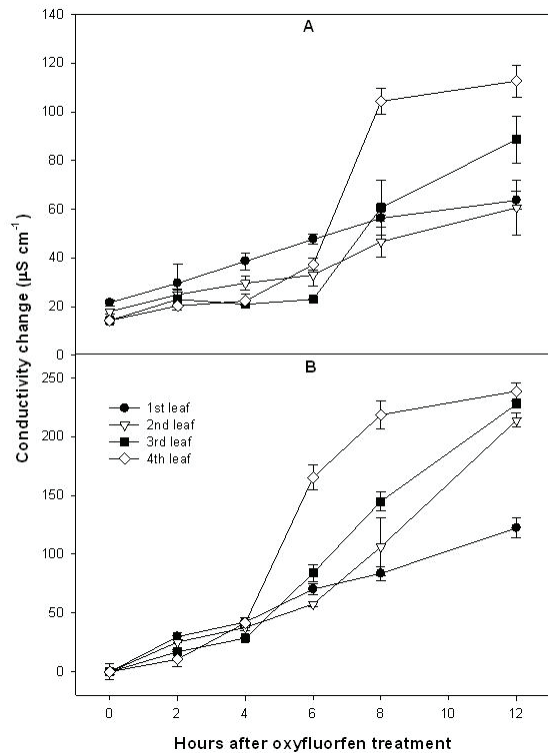 A
140
120
100
80
60
40
20
0
Conductivity change (µS cm⁻¹)
B
250
200
150
100
50
0
1st leaf
2nd leaf
3rd leaf
4th leaf
0 2 4 6 8 10 12
Hours after oxyfluorfen treatment